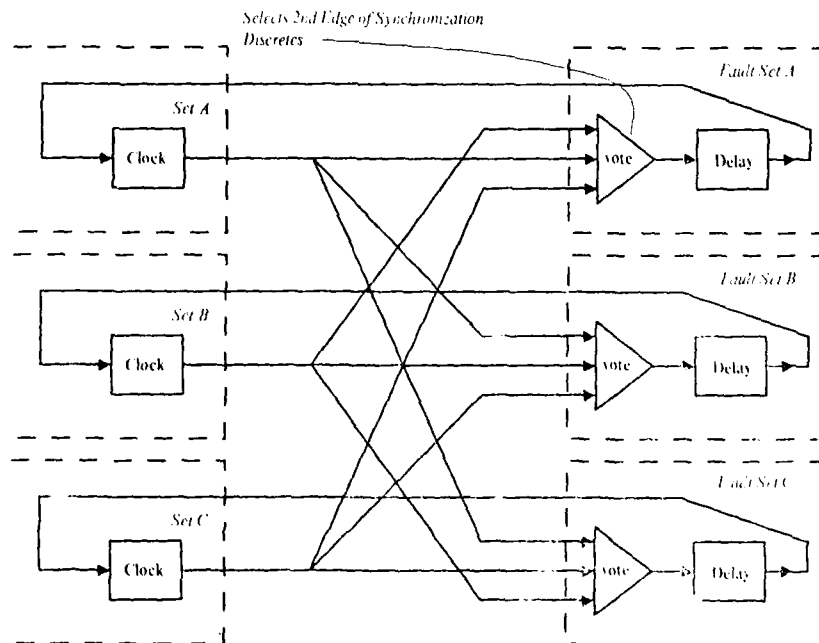 Selects 2nd Edge of Synchronization
Discretes
Fault Set A
Set A
Clock
vote
Delay
Fault Set B
Set B
Clock
vote
Delay
Fault Set C
Set C
Clock
vote
Delay